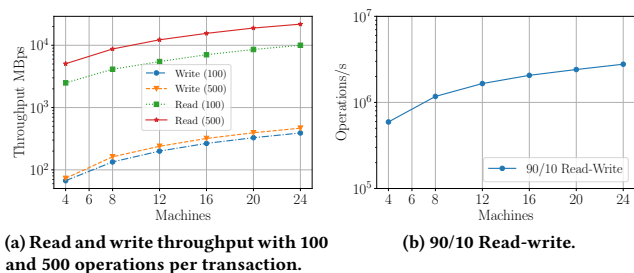 Throughput MBps
10^4
10^3
10^2
Write (100)
Write (500)
Read (100)
Read (500)
4 6 8 12 16 20 24
Machines
(a) Read and write throughput with 100
and 500 operations per transaction.
Operations/s
10^7
10^6
10^5
90/10 Read-Write
4 6 8 12 16 20 24
Machines
(b) 90/10 Read-write.